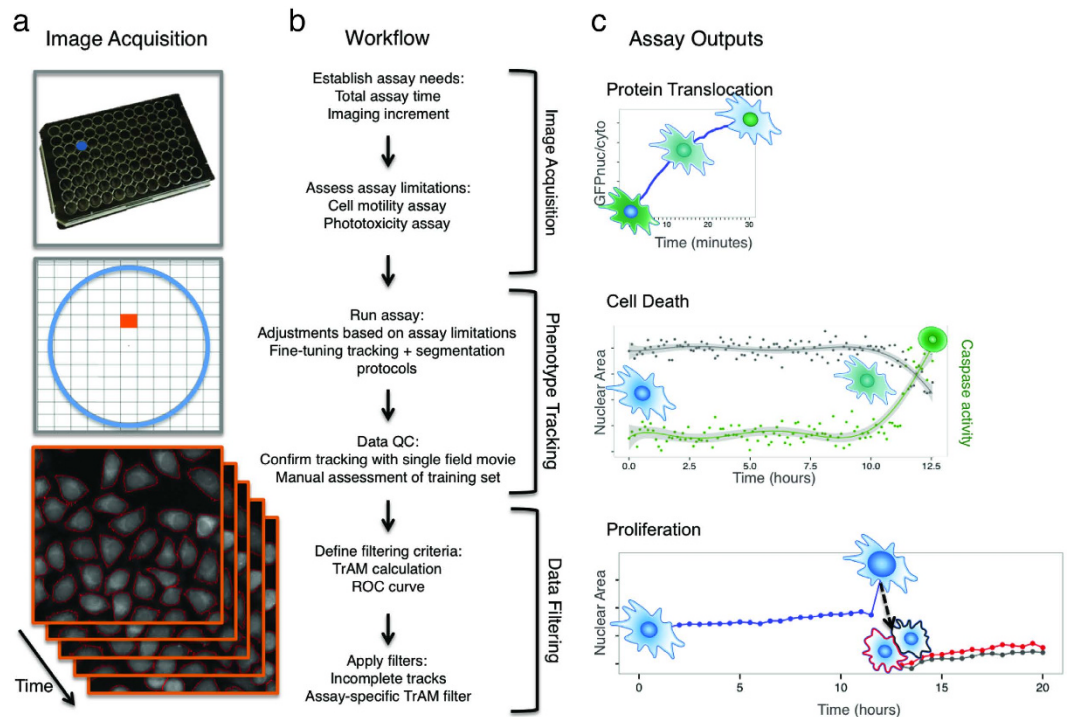 a
Image Acquisition
Time
b
Workflow
Establish assay needs:
Total assay time
Imaging increment
Assess assay limitations:
Cell motility assay
Phototoxicity assay
Run assay:
Adjustments based on assay limitations
Fine-tuning tracking + segmentation
protocols
Data QC:
Confirm tracking with single field movie
Manual assessment of training set
Define filtering criteria:
TrAM calculation
ROC curve
Apply filters:
Incomplete tracks
Assay-specific TrAM filter
Image Acquisition
Phenotype Tracking
Data Filtering
c
Assay Outputs
Protein Translocation
GFPnuc/cyto
10 20 30
Time (minutes)
Cell Death
Nuclear Area
Caspase activity
0.0 2.5 5.0 7.5 10.0 12.5
Time (hours)
Proliferation
Nuclear Area
0 5 10 15 20
Time (hours)